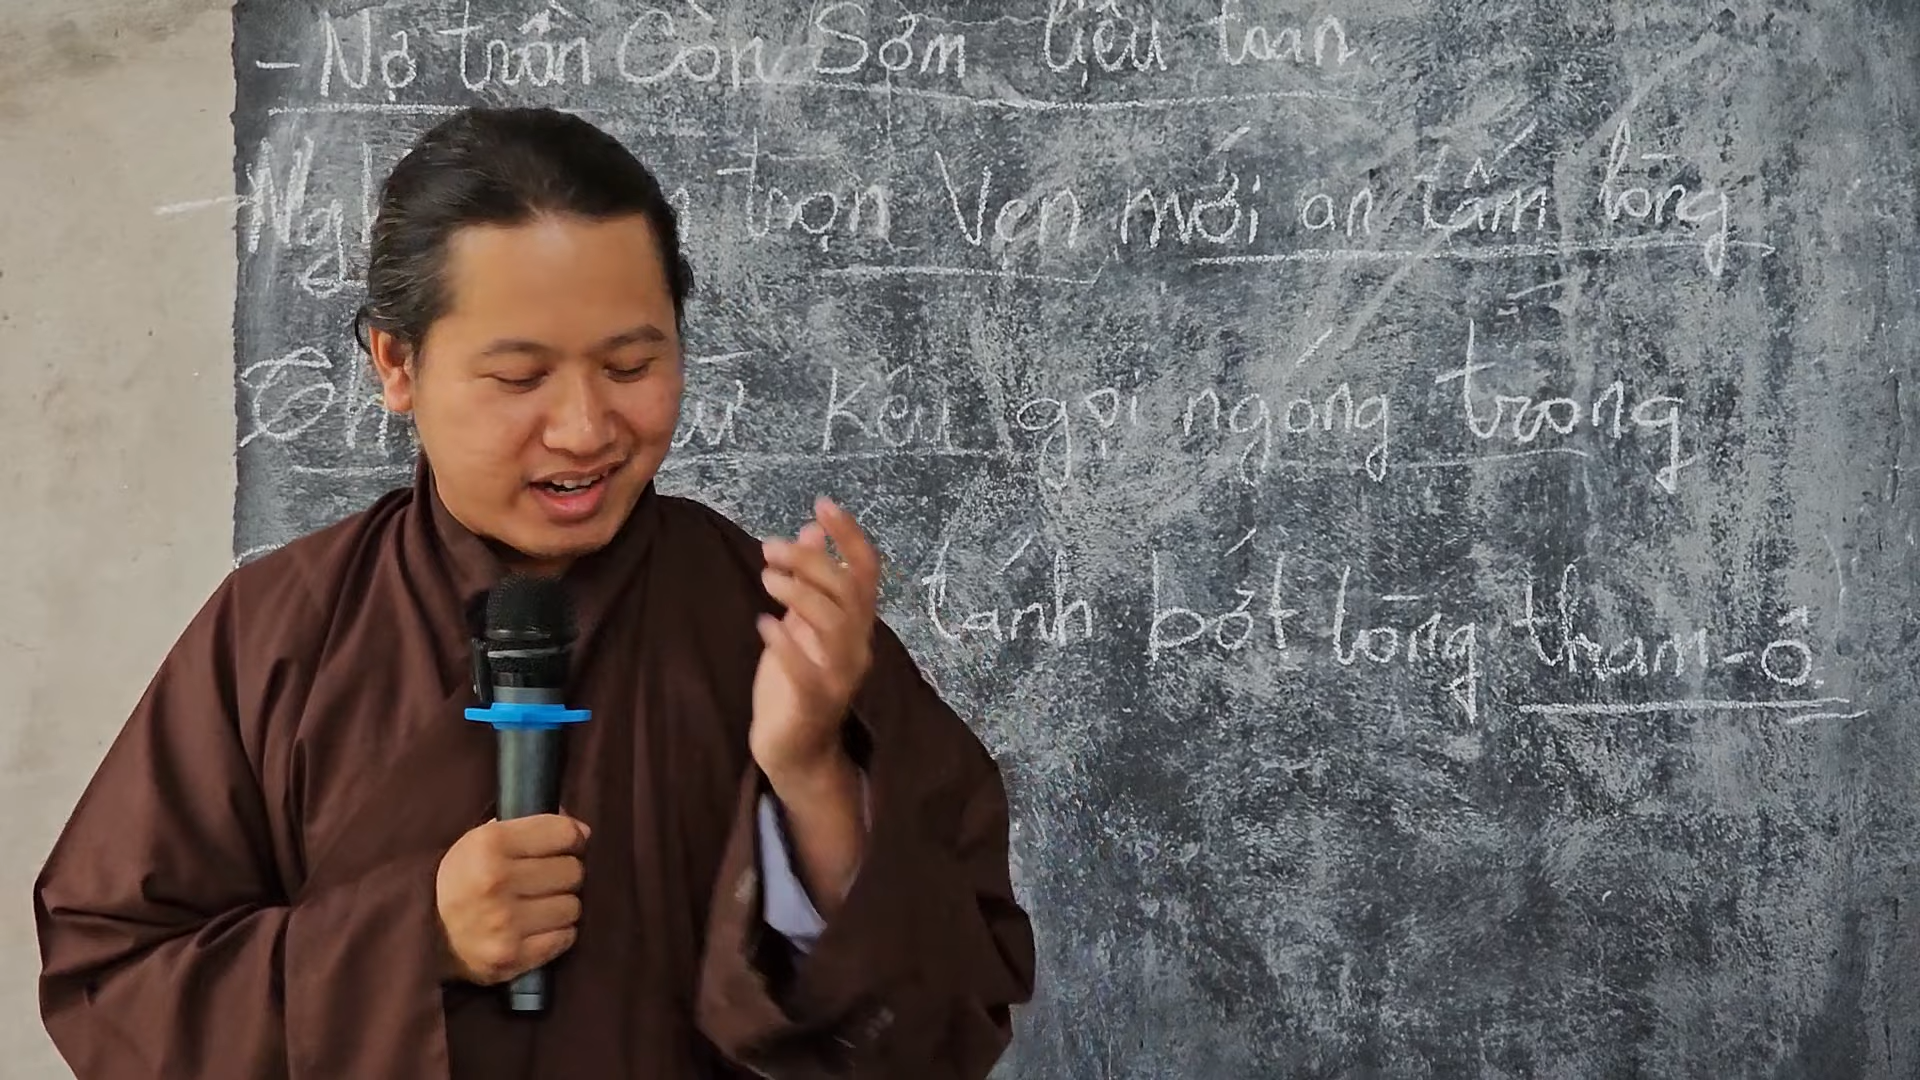 - Nợ trần Còn Sớm liệu toan
trọn Vẹn mới an tấm lòng
kêu gọi ngóng trông
tánh bớt lòng tham-ô.